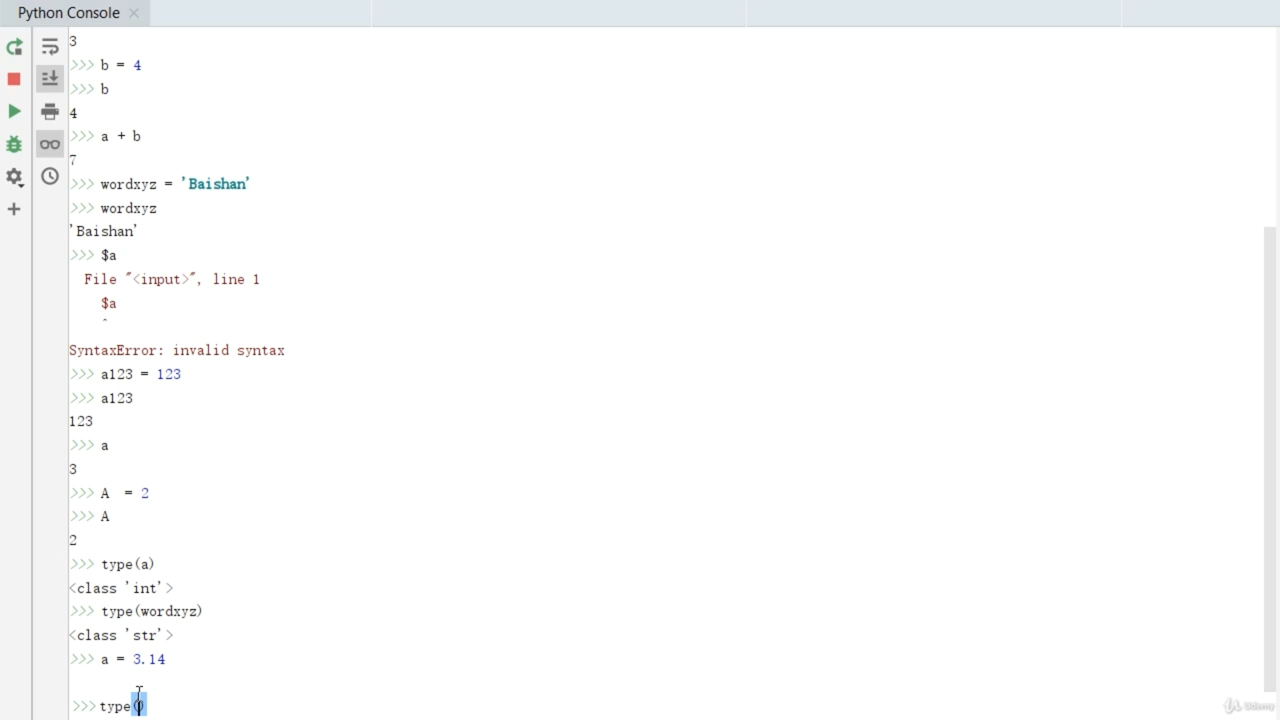 Python Console
3
>>> b = 4
>>> b
4
>>> a + b
7
>>> wordxyz = 'Baishan'
>>> wordxyz
'Baishan'
>>> $a
  File "<input>", line 1
    $a
    ^
SyntaxError: invalid syntax
>>> a123 = 123
>>> a123
123
>>> a
3
>>> A  = 2
>>> A
2
>>> type(a)
<class 'int'>
>>> type(wordxyz)
<class 'str'>
>>> a = 3.14
>>> type()
Udemy